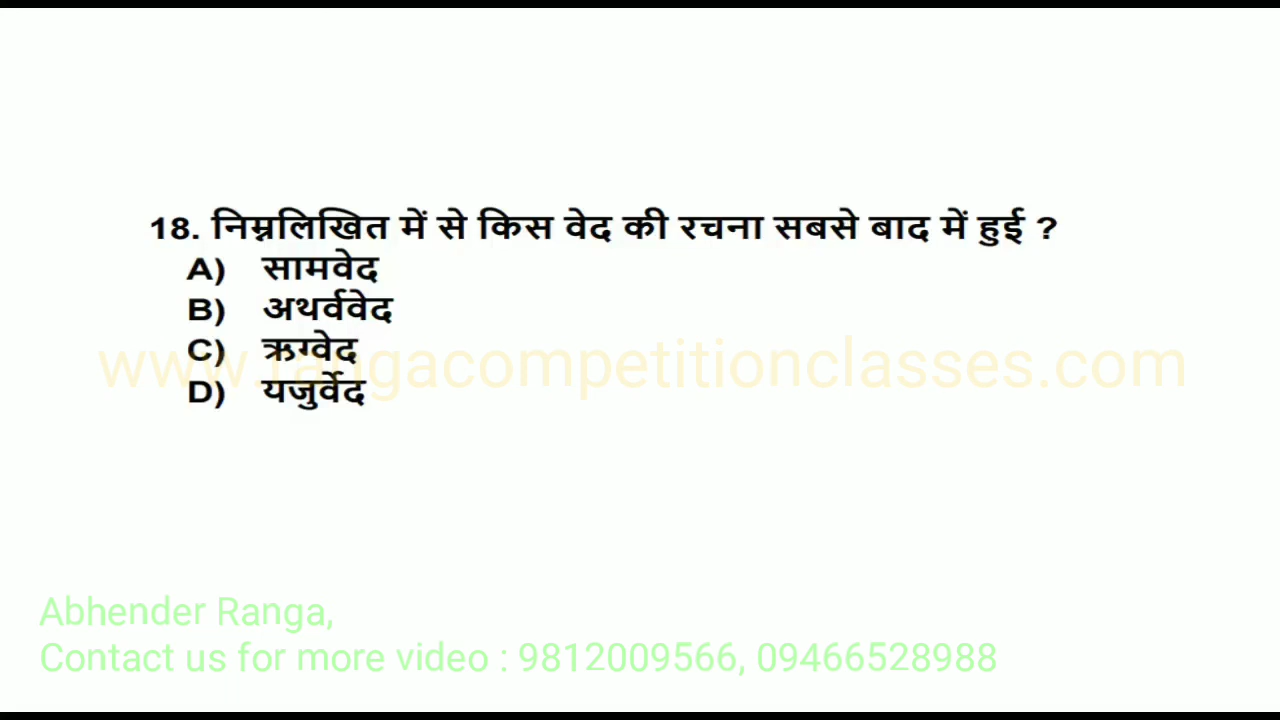 18. निम्नलिखित में से किस वेद की रचना सबसे बाद में हुई ?
A) सामवेद
B) अथर्ववेद
C) ऋग्वेद
www.rangacompetitionclasses.com
D) यजुर्वेद
Abhender Ranga,
Contact us for more video : 9812009566, 09466528988